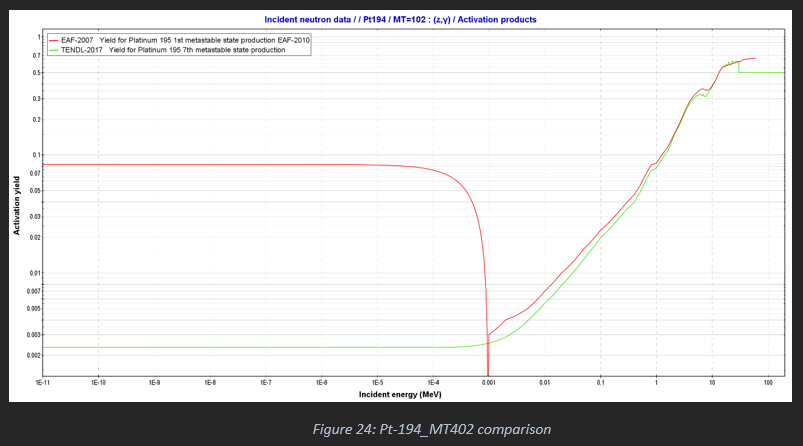 Incident neutron data / / Pt194 / MT=102 : (z,γ) / Activation products
EAF-2007 Yield for Platinum 195 1st metastable state production EAF-2010
TENDL-2017 Yield for Platinum 195 7th metastable state production
Activation yield
1
0.7
0.5
0.3
0.2
0.1
0.07
0.05
0.03
0.02
0.01
0.007
0.005
0.003
0.002
1E-11 1E-10 1E-9 1E-8 1E-7 1E-6 1E-5 1E-4 0.001 0.01 0.1 1 10 100
Incident energy (MeV)
Figure 24: Pt-194_MT402 comparison